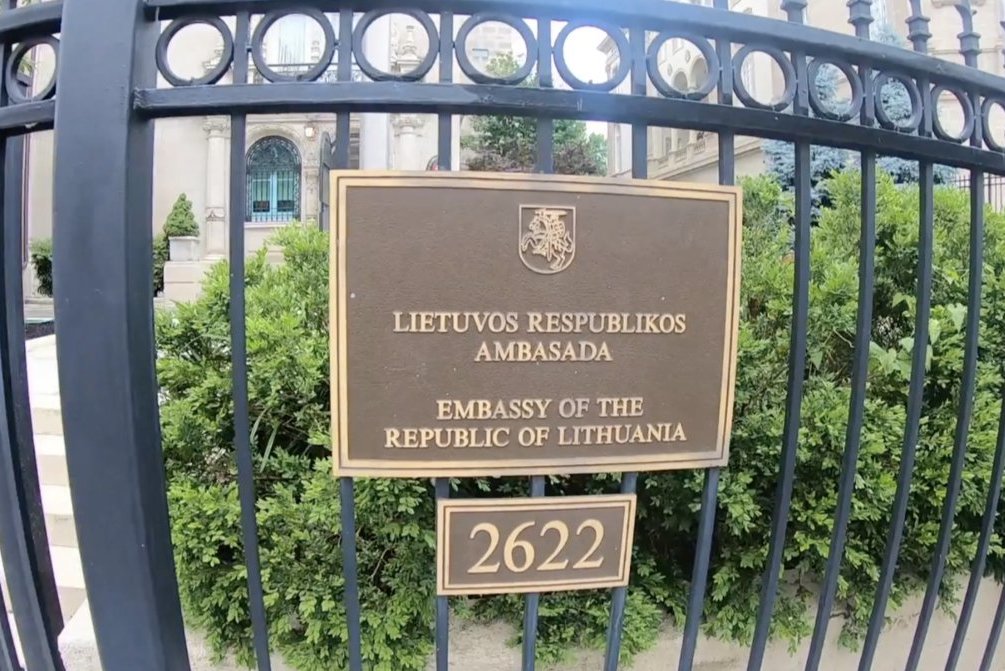 LIETUVOS RESPUBLIKOS
AMBASADA
EMBASSY OF THE
REPUBLIC OF LITHUANIA
2622